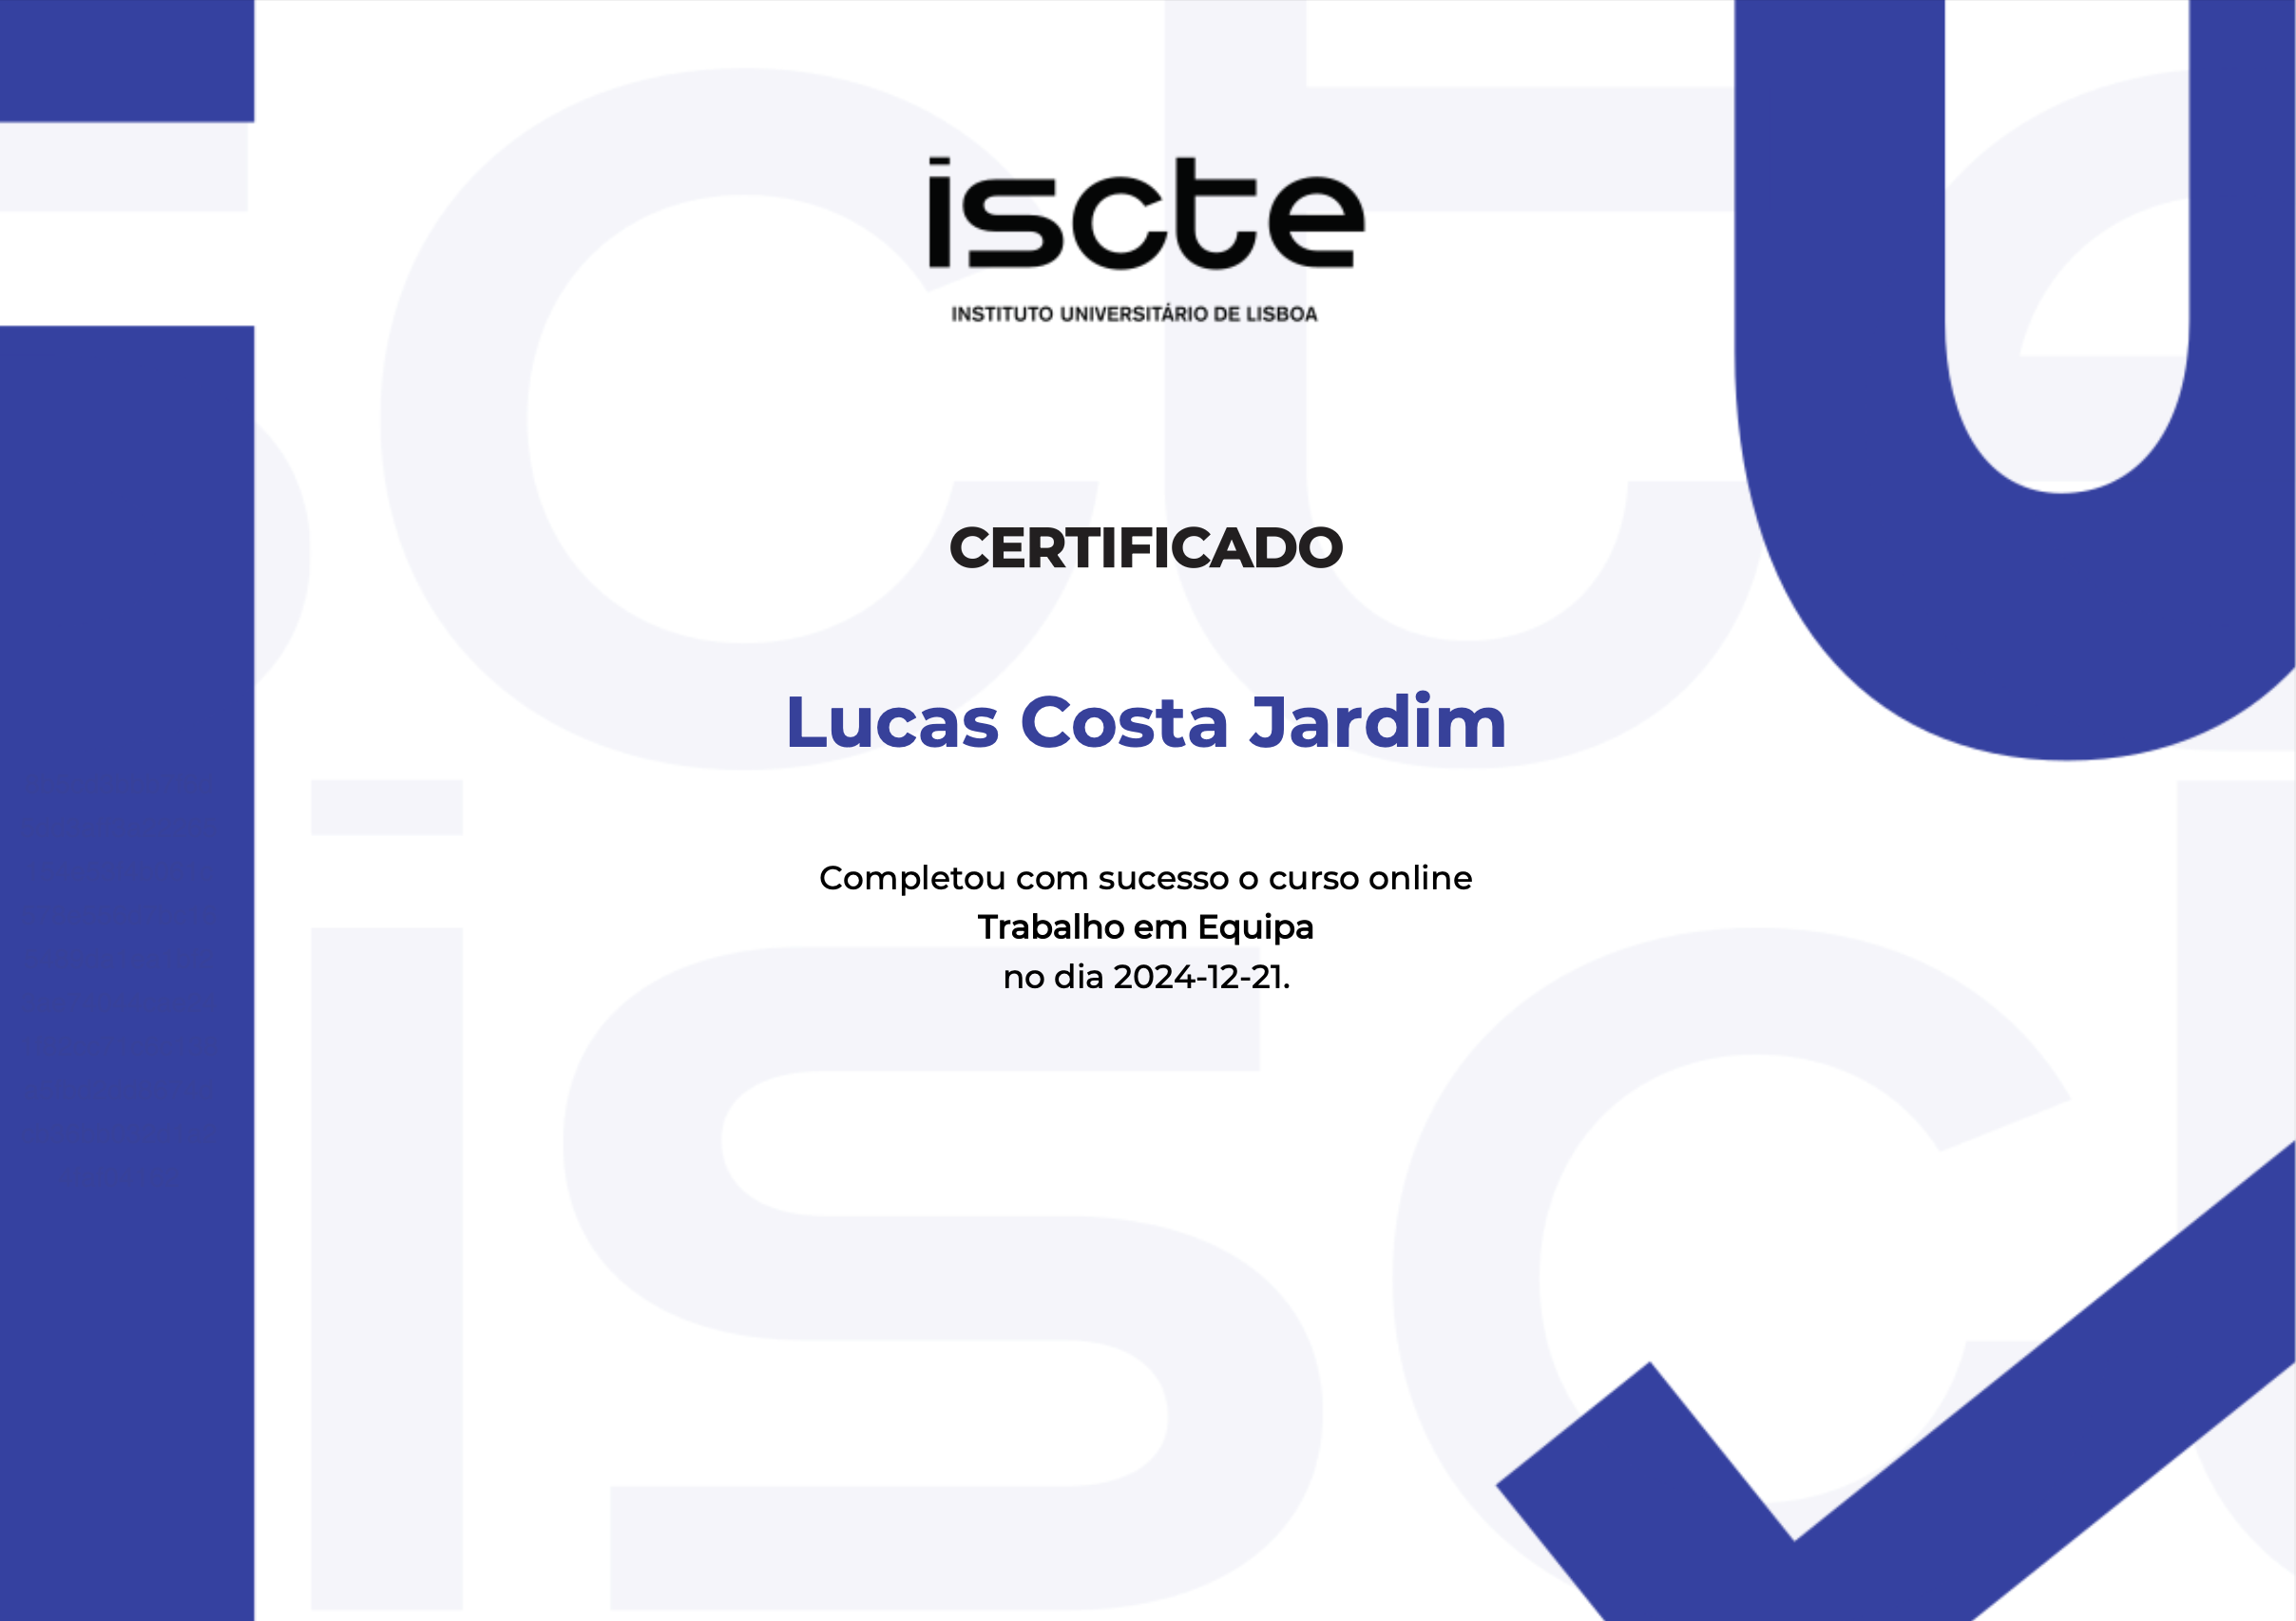 iscte
INSTITUTO UNIVERSITÁRIO DE LISBOA
CERTIFICADO
Lucas Costa Jardim
Completou com sucesso o curso online
Trabalho em Equipa
no dia 2024-12-21.